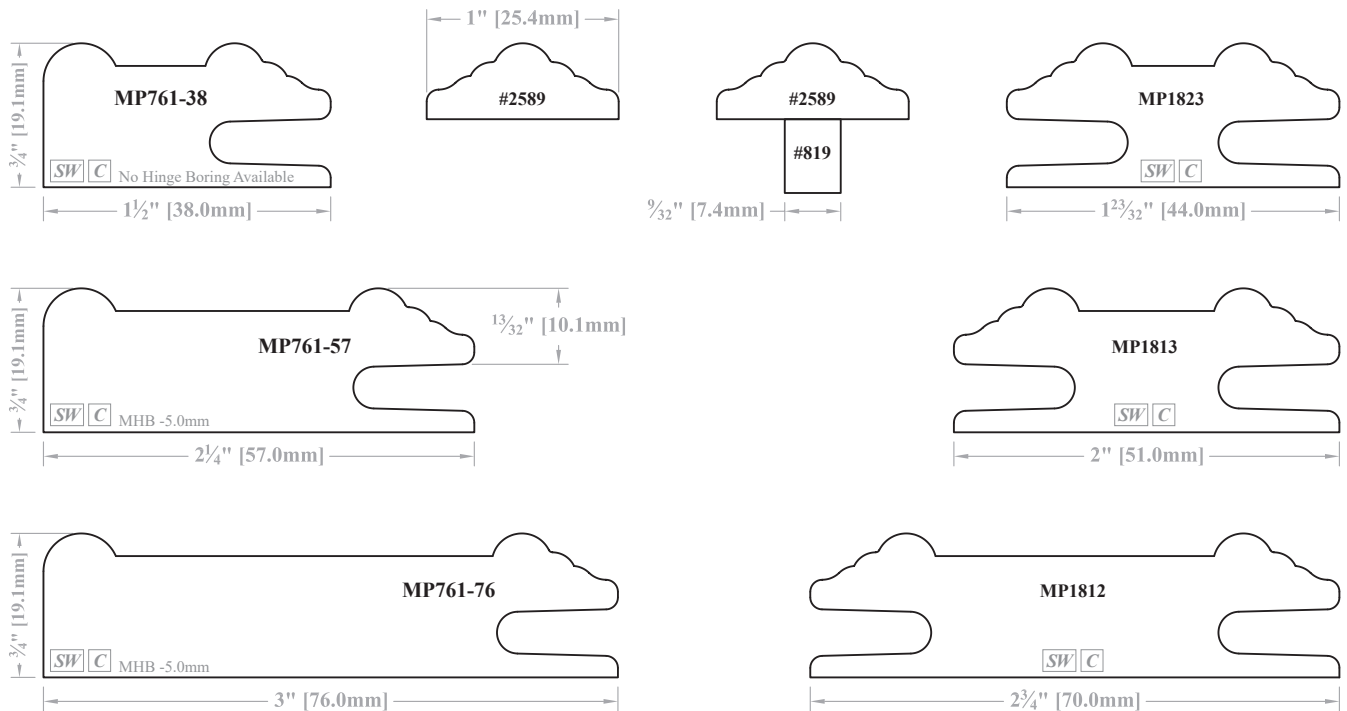 1" [25.4mm]
3/4" [19.1mm]
MP761-38
SW C No Hinge Boring Available
1 1/2" [38.0mm]
#2589
#2589
#819
9/32" [7.4mm]
MP1823
SW C
1 23/32" [44.0mm]
3/4" [19.1mm]
MP761-57
SW C MHB -5.0mm
2 1/4" [57.0mm]
13/32" [10.1mm]
MP1813
SW C
2" [51.0mm]
3/4" [19.1mm]
MP761-76
SW C MHB -5.0mm
3" [76.0mm]
MP1812
SW C
2 3/4" [70.0mm]